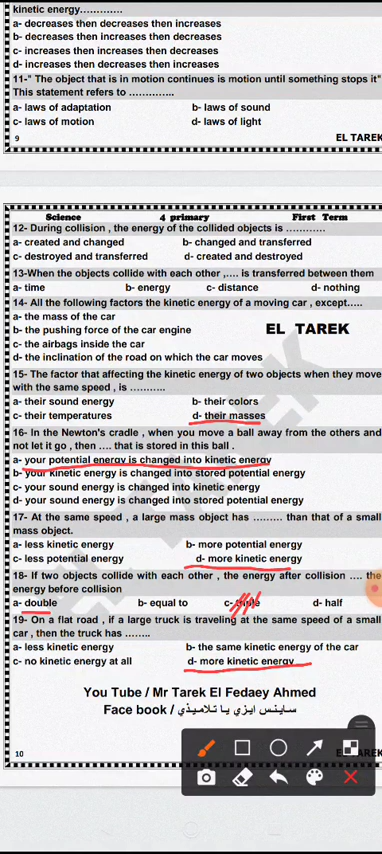 kinetic energy.............
a- decreases then decreases then increases
b- decreases then increases then decreases
c- increases then increases then decreases
d- increases then decreases then increases
11-" The object that is in motion continues is motion until something stops it"
This statement refers to ..............
a- laws of adaptation b- laws of sound
c- laws of motion d- laws of light
9 EL TAREK
Science 4 primary First Term
12- During collision , the energy of the collided objects is ............
a- created and changed b- changed and transferred
c- destroyed and transferred d- created and destroyed
13-When the objects collide with each other ,.... is transferred between them
a- time b- energy c- distance d- nothing
14- All the following factors the kinetic energy of a moving car , except.....
a- the mass of the car
b- the pushing force of the car engine
c- the airbags inside the car EL TAREK
d- the inclination of the road on which the car moves
15- The factor that affecting the kinetic energy of two objects when they move
with the same speed , is ...........
a- their sound energy b- their colors
c- their temperatures d- their masses
16- In the Newton's cradle , when you move a ball away from the others and
not let it go , then .... that is stored in this ball .
a- your potential energy is changed into kinetic energy
b- your kinetic energy is changed into stored potential energy
c- your sound energy is changed into kinetic energy
d- your sound energy is changed into stored potential energy
17- At the same speed , a large mass object has ......... than that of a small
mass object.
a- less kinetic energy b- more potential energy
c- less potential energy d- more kinetic energy
18- If two objects collide with each other , the energy after collision .... the
energy before collision
a- double b- equal to c- triple d- half
19- On a flat road , if a large truck is traveling at the same speed of a small
car , then the truck has ........
a- less kinetic energy b- the same kinetic energy of the car
c- no kinetic energy at all d- more kinetic energy
You Tube / Mr Tarek El Fedaey Ahmed
Face book / ساينس ايزي يا تلاميذي
10 EL TAREK